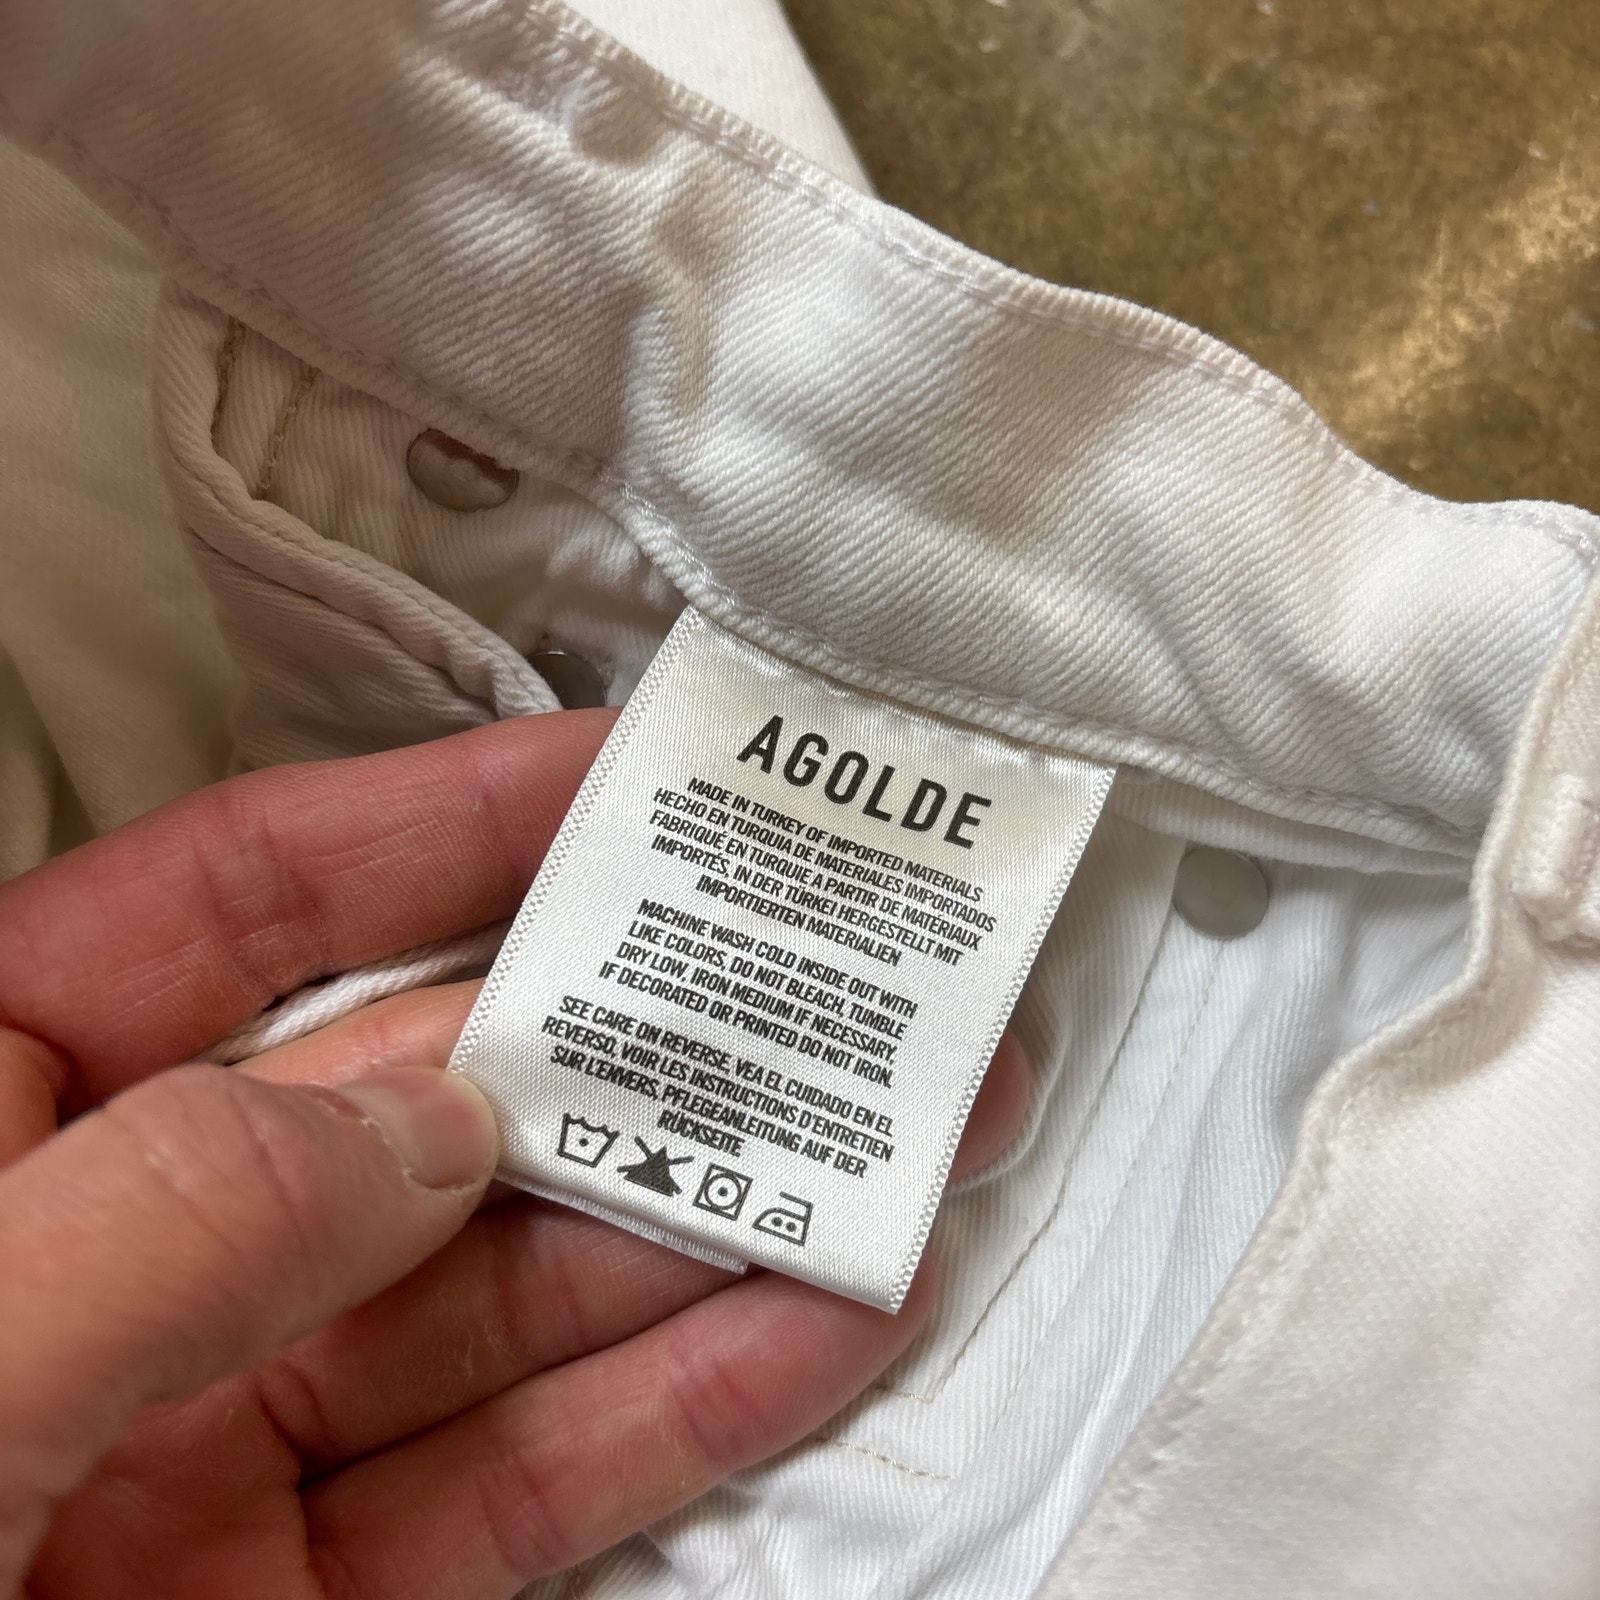 AGOLDE
MADE IN TURKEY OF IMPORTED MATERIALS
HECHO EN TURQUIA DE MATERIALES IMPORTADOS
FABRIQUÉ EN TURQUIE A PARTIR DE MATÉRIAUX
IMPORTÉS, IN DER TÜRKEI HERGESTELLT MIT
IMPORTIERTEN MATERIALIEN
MACHINE WASH COLD INSIDE OUT WITH
LIKE COLORS, DO NOT BLEACH, TUMBLE
DRY LOW, IRON MEDIUM IF NECESSARY.
IF DECORATED OR PRINTED DO NOT IRON.
SEE CARE ON REVERSE, VEA EL CUIDADO EN EL
REVERSO, VOIR LES INSTRUCTIONS D'ENTRETIEN
SUR L'ENVERS, PFLEGEANLEITUNG AUF DER
RÜCKSEITE